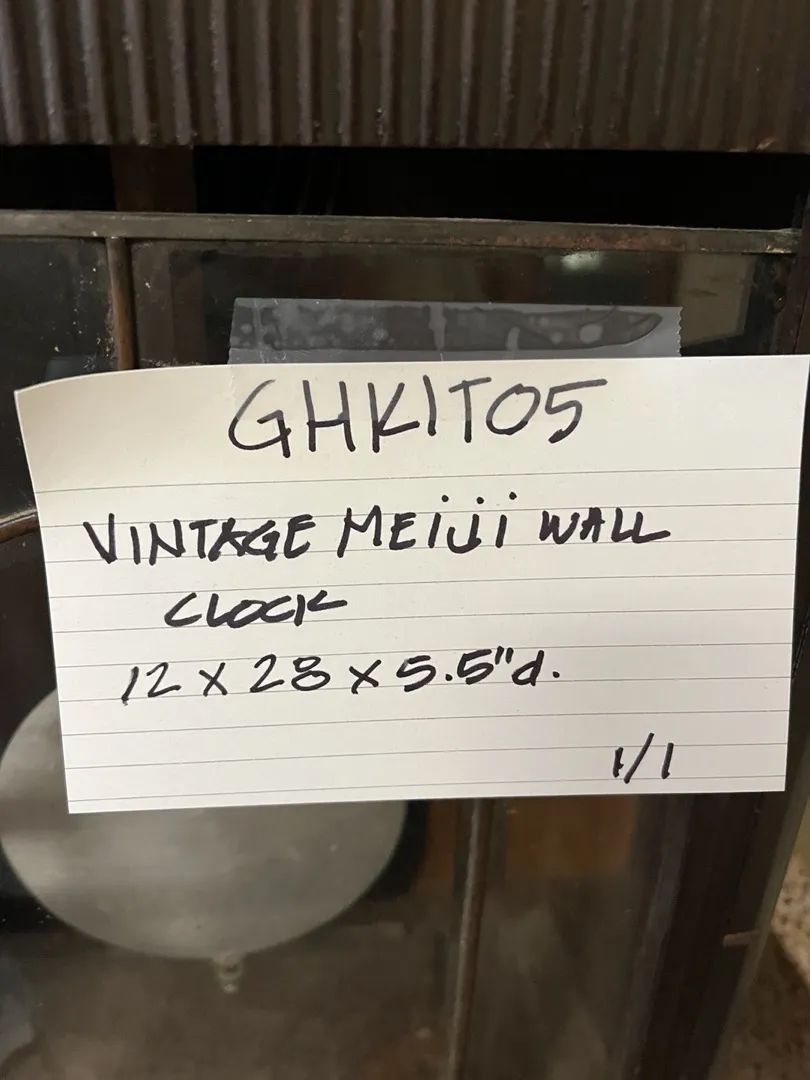 GHKIT05
VINTAGE MEIJI WALL
CLOCK
12 X 28 X 5.5"d.
1/1